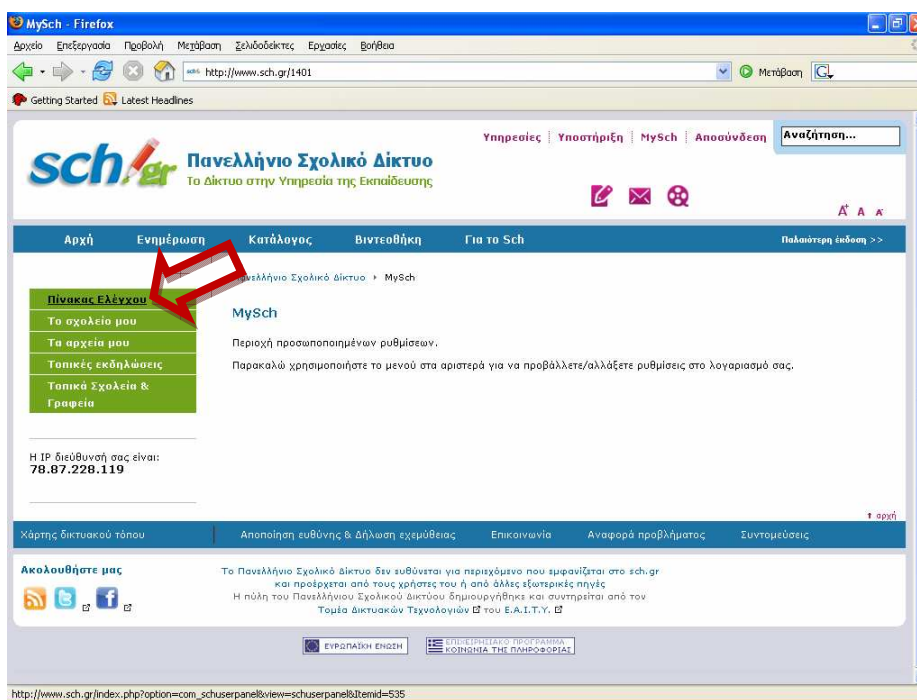 MySch - Firefox
Αρχείο Επεξεργασία Προβολή Μετάβαση Σελιδοδείκτες Εργασίες Βοήθεια
http://www.sch.gr/1401
Μετάβαση
Getting Started Latest Headlines
Υπηρεσίες Υποστήριξη MySch Αποσύνδεση
Αναζήτηση...
sch gr
Πανελλήνιο Σχολικό Δίκτυο
Το Δίκτυο στην Υπηρεσία της Εκπαίδευσης
A+ A A-
Αρχή Ενημέρωση Κατάλογος Βιντεοθήκη Για το Sch Παλαιότερη έκδοση >>
Σχολικό Δίκτυο MySch
Πίνακας Ελέγχου
Το σχολείο μου
Τα αρχεία μου
Τοπικές εκδηλώσεις
Τοπικά Σχολεία &
Γραφεία
MySch
Περιοχή προσωποποιημένων ρυθμίσεων.
Παρακαλώ χρησιμοποιήστε το μενού στα αριστερά για να προβάλλετε/αλλάξετε ρυθμίσεις στο λογαριασμό σας.
Η IP διεύθυνσή σας είναι:
78.87.228.119
αρχή
Χάρτης δικτυακού τόπου Αποποίηση ευθύνης & Δήλωση εχεμύθειας Επικοινωνία Αναφορά προβλήματος Συντομεύσεις
Ακολουθήστε μας
Το Πανελλήνιο Σχολικό Δίκτυο δεν ευθύνεται για περιεχόμενο που εμφανίζεται στο sch.gr
και προέρχεται από τους χρήστες του ή από άλλες εξωτερικές πηγές
Η πύλη του Πανελλήνιου Σχολικού Δικτύου δημιουργήθηκε και συντηρείται από τον
Τομέα Δικτυακών Τεχνολογιών του Ε.Α.Ι.Τ.Υ.
ΕΥΡΩΠΑΪΚΗ ΕΝΩΣΗ
ΕΠΙΧΕΙΡΗΣΙΑΚΟ ΠΡΟΓΡΑΜΜΑ
ΚΟΙΝΩΝΙΑ ΤΗΣ ΠΛΗΡΟΦΟΡΙΑΣ
http://www.sch.gr/index.php?option=com_schuserpanel&view=schuserpanel&Itemid=535